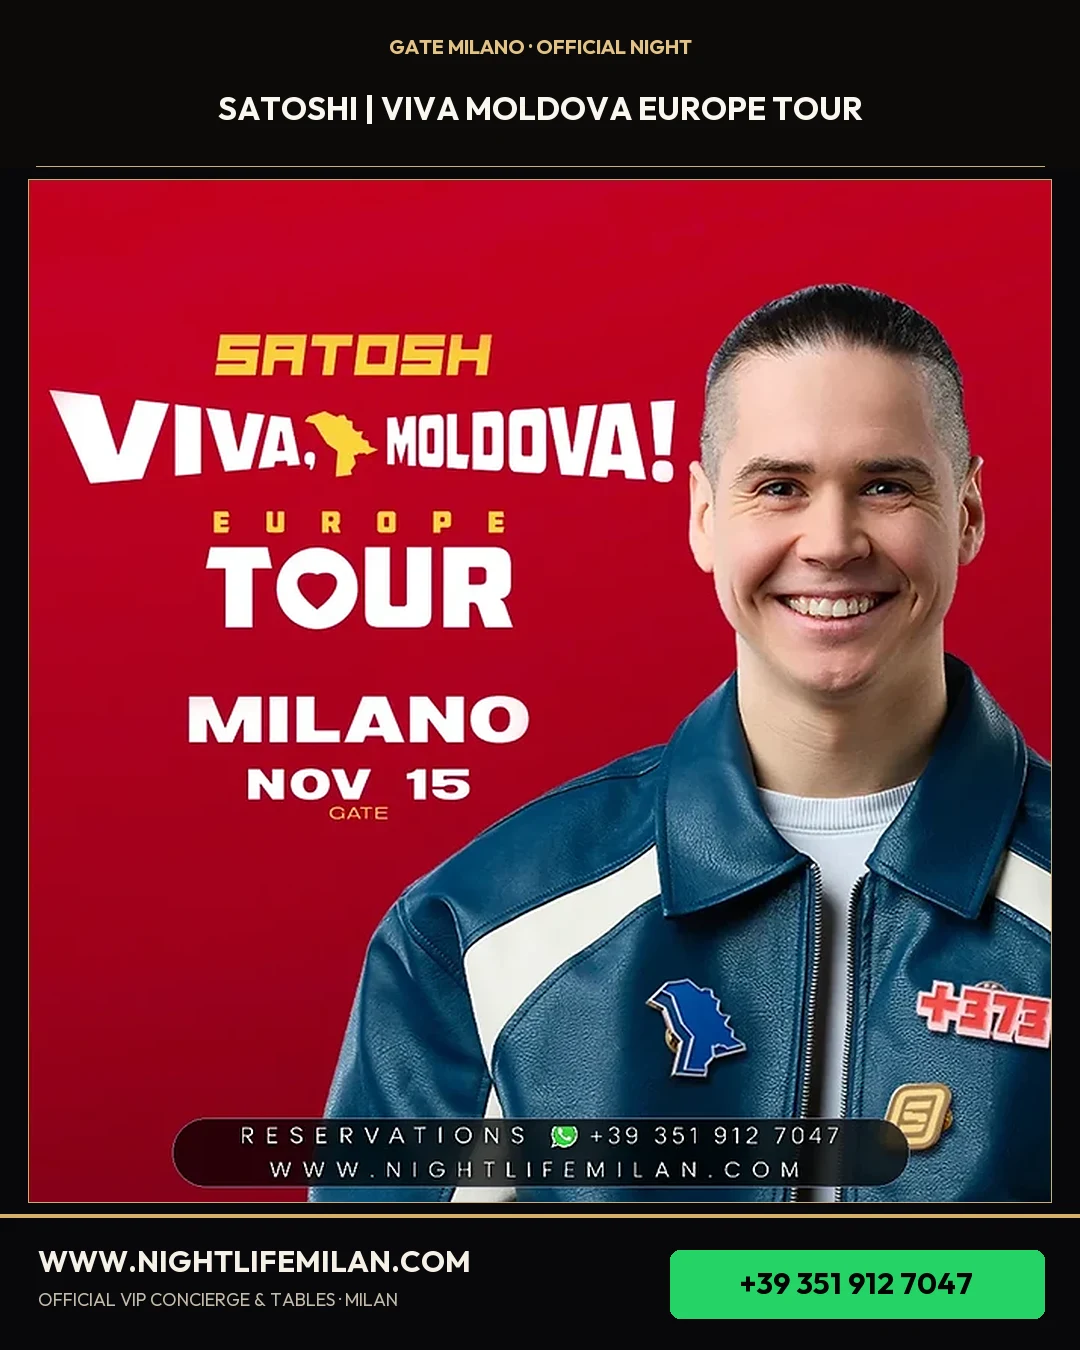 GATE MILANO · OFFICIAL NIGHT
SATOSHI | VIVA MOLDOVA EUROPE TOUR
SATOSHI
VIVA, MOLDOVA!
EUROPE
TOUR
MILANO
NOV 15
GATE
+373
RESERVATIONS +39 351 912 7047
WWW.NIGHTLIFEMILAN.COM
WWW.NIGHTLIFEMILAN.COM
OFFICIAL VIP CONCIERGE & TABLES · MILAN
+39 351 912 7047